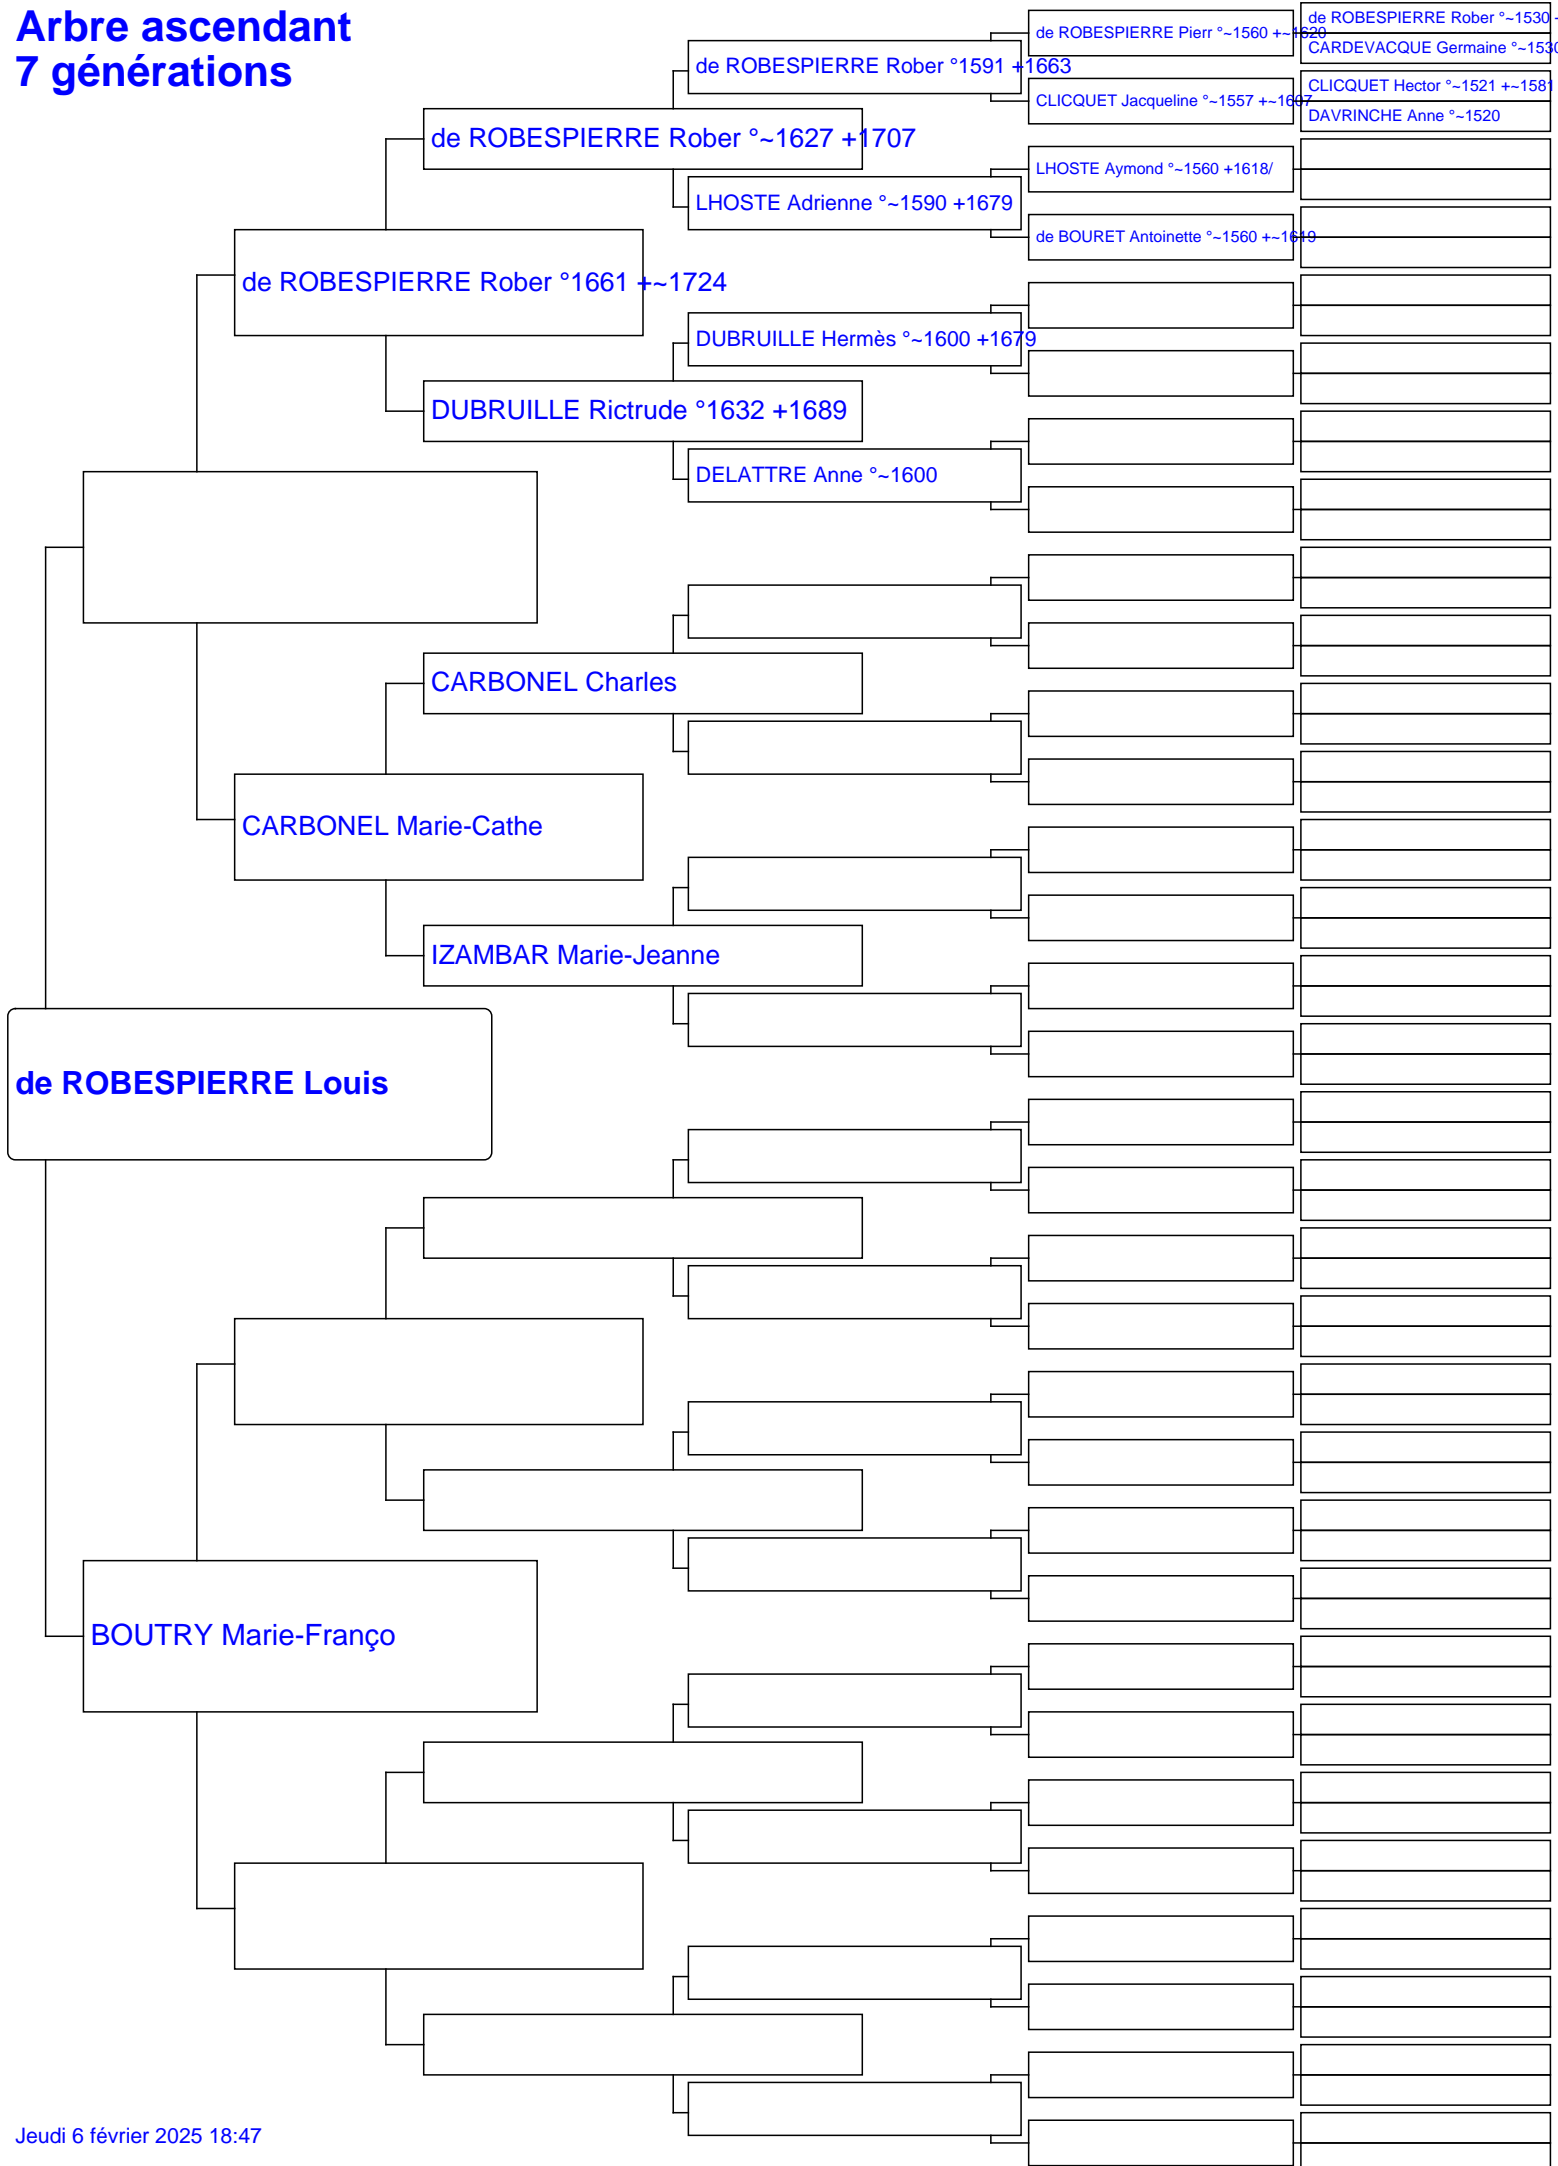 Arbre ascendant
7 générations
de ROBESPIERRE Rober °~1530 +
CARDEVACQUE Germaine °~1530
de ROBESPIERRE Pierr °~1560 +~1620
de ROBESPIERRE Rober °1591 +1663
CLICQUET Hector °~1521 +~1581
CLICQUET Jacqueline °~1557 +~1607
DAVRINCHE Anne °~1520
de ROBESPIERRE Rober °~1627 +1707
LHOSTE Aymond °~1560 +1618/
LHOSTE Adrienne °~1590 +1679
de BOURET Antoinette °~1560 +~1619
de ROBESPIERRE Rober °1661 +~1724
DUBRUILLE Hermès °~1600 +1679
DUBRUILLE Rictrude °1632 +1689
DELATTRE Anne °~1600
CARBONEL Charles
CARBONEL Marie-Cathe
IZAMBAR Marie-Jeanne
de ROBESPIERRE Louis
BOUTRY Marie-Franço
Jeudi 6 février 2025 18:47